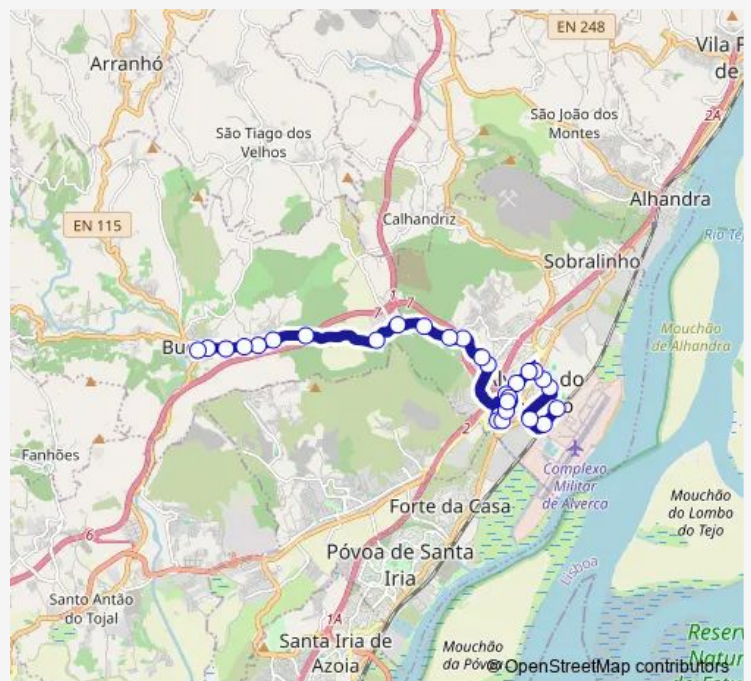 EN 248
Vila F
de
Arranhó
2A
São João dos
Montes
São Tiago dos
Velhos
Alhandra
Calhandriz
EN 115
Rio Tej
Sobralinho
1
7
7
Mouchão
de Alhandra
Bu
do
2
Fanhões
Complexo
Militar
de Alverca
Mouchão
do Lombo
do Tejo
Forte da Casa
6
Póvoa de Santa
Iria
Lisboa
Santo Antão
do Tojal
1A
Santa Iria de
Azoia
Mouchão
da Póvoa
Reserv
Natur
© OpenStreetMap contributors